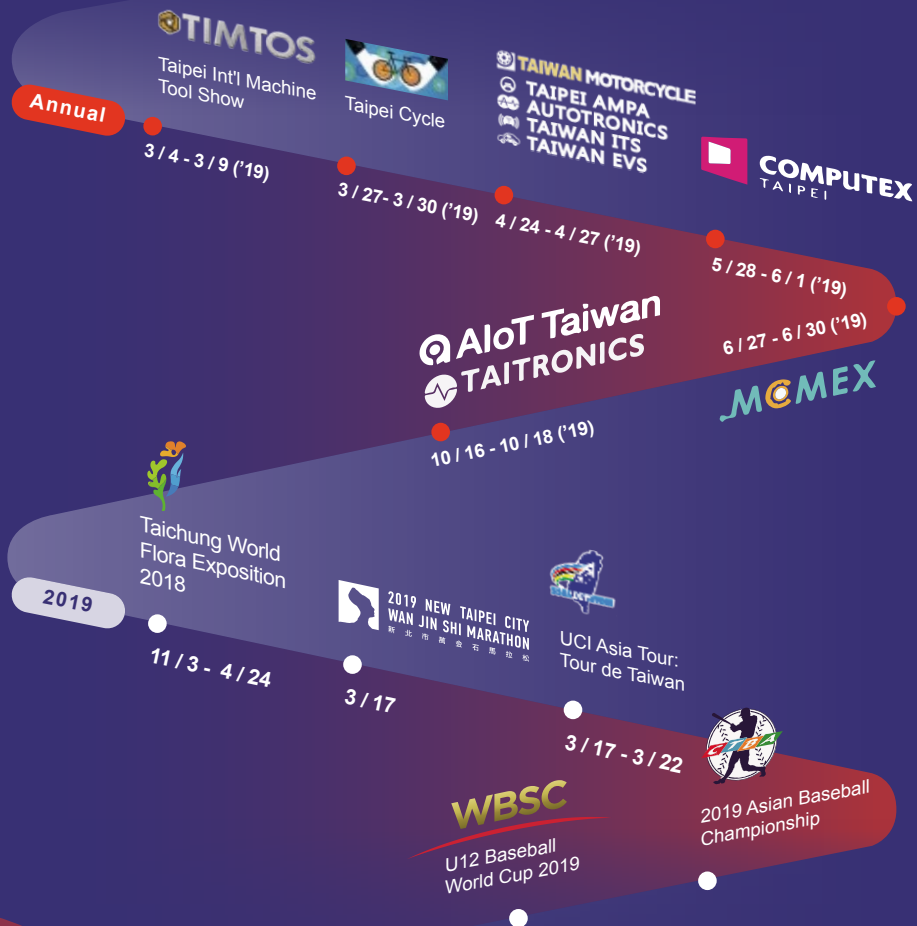 Annual
TIMTOS
Taipei Int'l Machine
Tool Show
3 / 4 - 3 / 9 (’19)
Taipei Cycle
3 / 27- 3 / 30 (’19)
TAIWAN MOTORCYCLE
TAIPEI AMPA
AUTOTRONICS
TAIWAN ITS
TAIWAN EVS
4 / 24 - 4 / 27 (’19)
COMPUTEX
TAIPEI
5 / 28 - 6 / 1 (’19)
6 / 27 - 6 / 30 (’19)
MCMEX
AIoT Taiwan
TAITRONICS
10 / 16 - 10 / 18 (’19)
2019
Taichung World
Flora Exposition
2018
11 / 3 - 4 / 24
2019 NEW TAIPEI CITY
WAN JIN SHI MARATHON
新北市萬金石馬拉松
3 / 17
UCI Asia Tour:
Tour de Taiwan
3 / 17 - 3 / 22
CTBA
2019 Asian Baseball
Championship
WBSC
U12 Baseball
World Cup 2019